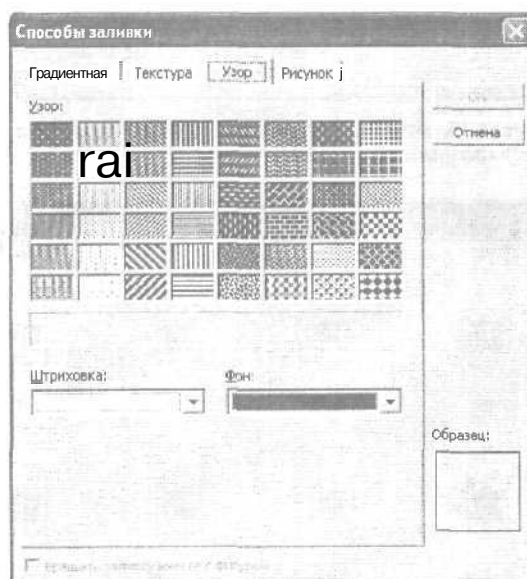 Способы заливки
Градиентная Текстура Узор Рисунок j
Узор:
rai
Отмена
Штриховка:
Фон:
Образец: